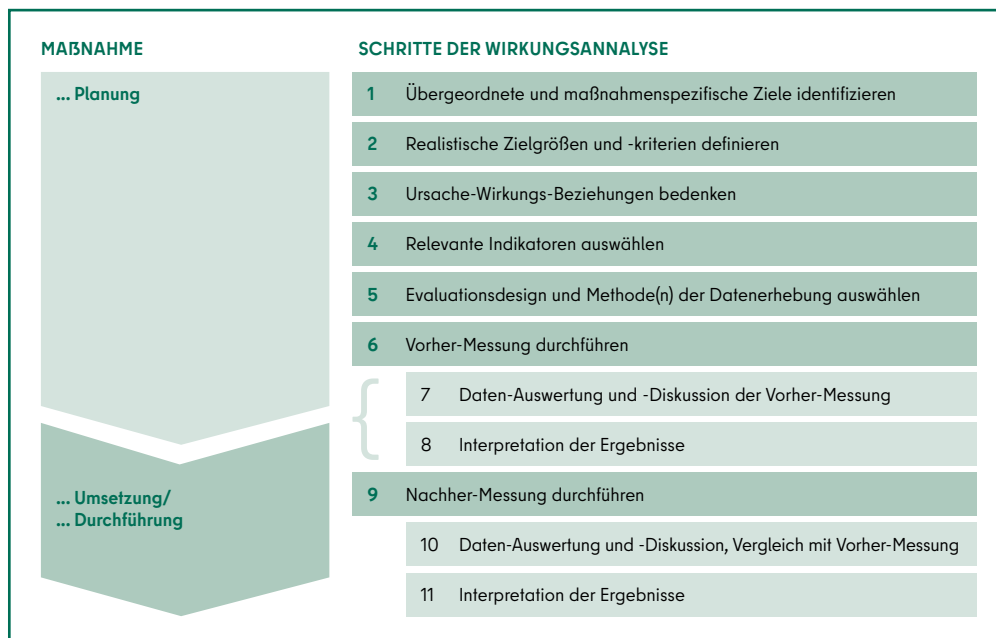 MAẞNAHME
SCHRITTE DER WIRKUNGSANNALYSE
... Planung
1 Übergeordnete und maßnahmenspezifische Ziele identifizieren
2 Realistische Zielgrößen und -kriterien definieren
3 Ursache-Wirkungs-Beziehungen bedenken
4 Relevante Indikatoren auswählen
5 Evaluationsdesign und Methode(n) der Datenerhebung auswählen
6 Vorher-Messung durchführen
7 Daten-Auswertung und -Diskussion der Vorher-Messung
8 Interpretation der Ergebnisse
... Umsetzung/
... Durchführung
9 Nachher-Messung durchführen
10 Daten-Auswertung und -Diskussion, Vergleich mit Vorher-Messung
11 Interpretation der Ergebnisse